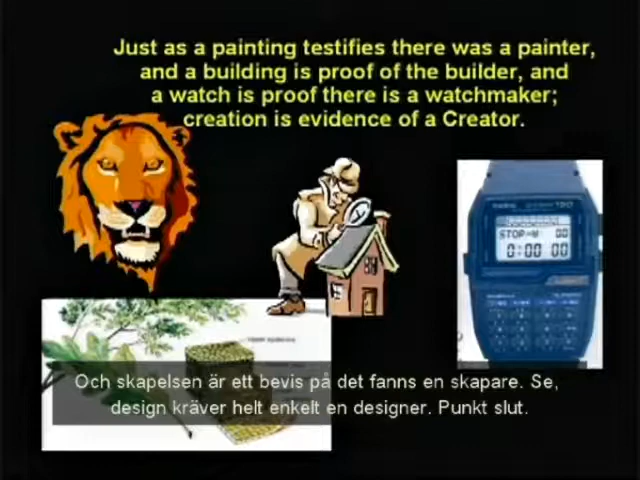 Just as a painting testifies there was a painter,
and a building is proof of the builder, and
a watch is proof there is a watchmaker;
creation is evidence of a Creator.
STOP-W 00
0:00 00
Och skapelsen är ett bevis på det fanns en skapare. Se,
design kräver helt enkelt en designer. Punkt slut.